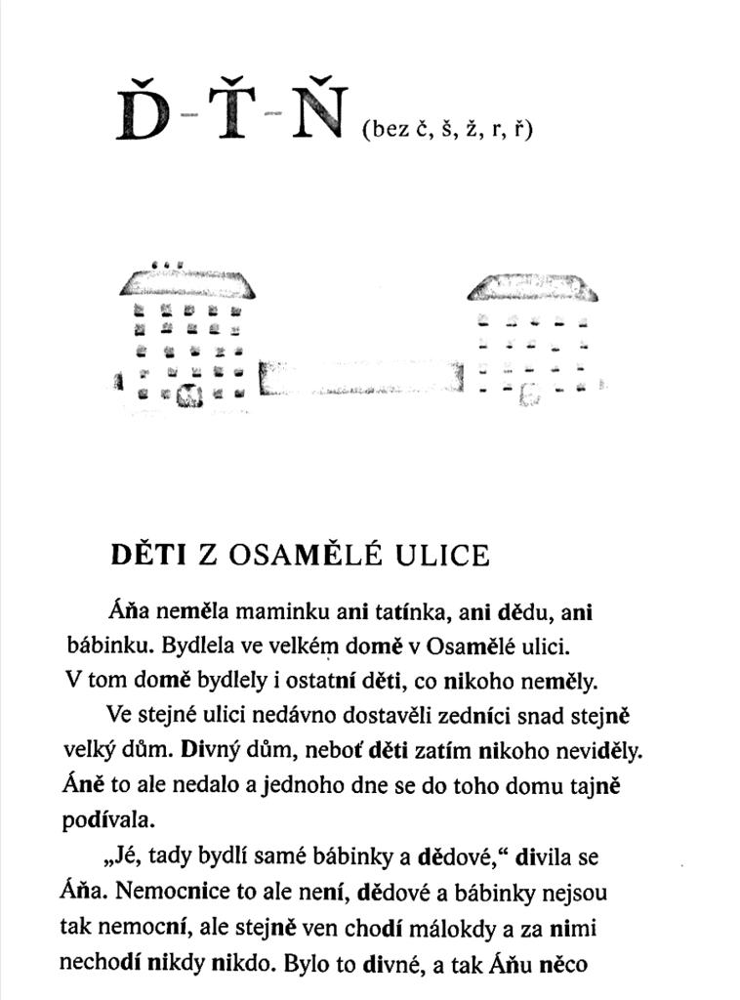 Ď-Ť-Ň (bez č, š, ž, r, ř)
DĚTI Z OSAMĚLÉ ULICE
Áňa neměla maminku ani tatínka, ani dědu, ani
bábinku. Bydlela ve velkém domě v Osamělé ulici.
V tom domě bydlely i ostatní děti, co nikoho neměly.
Ve stejné ulici nedávno dostavěli zedníci snad stejně
velký dům. Divný dům, neboť děti zatím nikoho neviděly.
Áně to ale nedalo a jednoho dne se do toho domu tajně
podívala.
„Jé, tady bydlí samé bábinky a dědové,“ divila se
Áňa. Nemocnice to ale není, dědové a bábinky nejsou
tak nemocní, ale stejně ven chodí málokdy a za nimi
nechodí nikdy nikdo. Bylo to divné, a tak Áňu něco